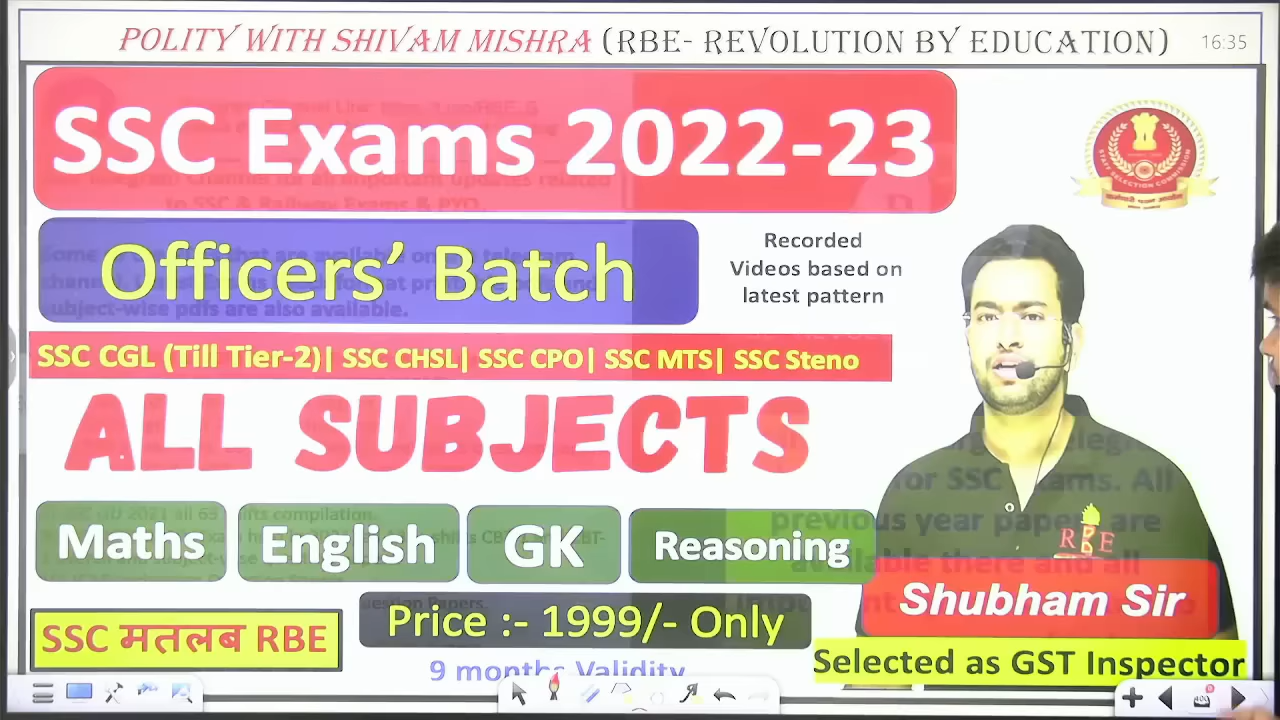 POLITY WITH SHIVAM MISHRA (RBE- REVOLUTION BY EDUCATION)
16:35
SSC Exams 2022-23
Officers’ Batch
Recorded
Videos based on
latest pattern
SSC CGL (Till Tier-2)| SSC CHSL| SSC CPO| SSC MTS| SSC Steno
ALL SUBJECTS
Maths English GK Reasoning
RBE
Shubham Sir
Price :- 1999/- Only
SSC मतलब RBE
Selected as GST Inspector
9 months Validity